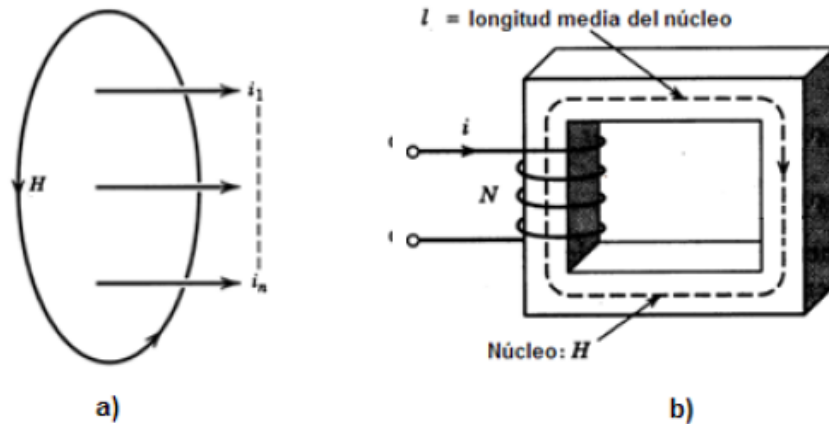 l = longitud media del núcleo
i₁
H
iₙ
i
N
Núcleo: H
a)
b)